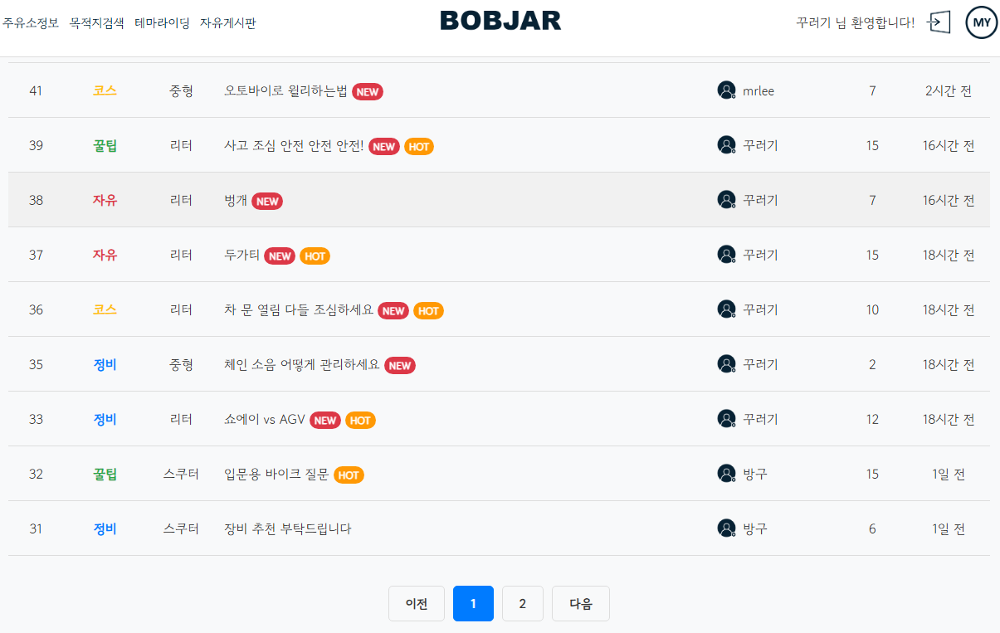 주유소정보 목적지검색 테마라이딩 자유게시판 BOBJAR 꾸러기 님 환영합니다! MY
41 코스 중형 오토바이로 윌리하는법 NEW mrlee 7 2시간 전
39 꿀팁 리터 사고 조심 안전 안전 안전! NEW HOT 꾸러기 15 16시간 전
38 자유 리터 벙개 NEW 꾸러기 7 16시간 전
37 자유 리터 두가티 NEW HOT 꾸러기 15 18시간 전
36 코스 리터 차 문 열림 다들 조심하세요 NEW HOT 꾸러기 10 18시간 전
35 정비 중형 체인 소음 어떻게 관리하세요 NEW 꾸러기 2 18시간 전
33 정비 리터 쇼에이 vs AGV NEW HOT 꾸러기 12 18시간 전
32 꿀팁 스쿠터 입문용 바이크 질문 HOT 방구 15 1일 전
31 정비 스쿠터 장비 추천 부탁드립니다 방구 6 1일 전
이전 1 2 다음